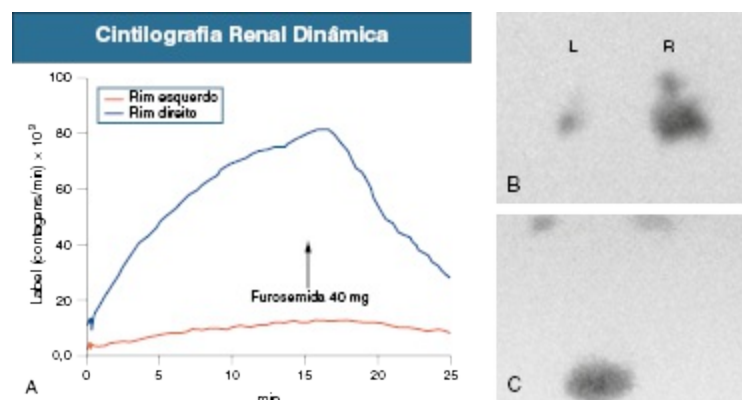 Cintilografia Renal Dinâmica
100
80
60
40
20
0,0
Label (contagens/min) × 10³
Rim esquerdo
Rim direito
Furosemida 40 mg
0
5
10
15
20
25
min
A
L R
B
C